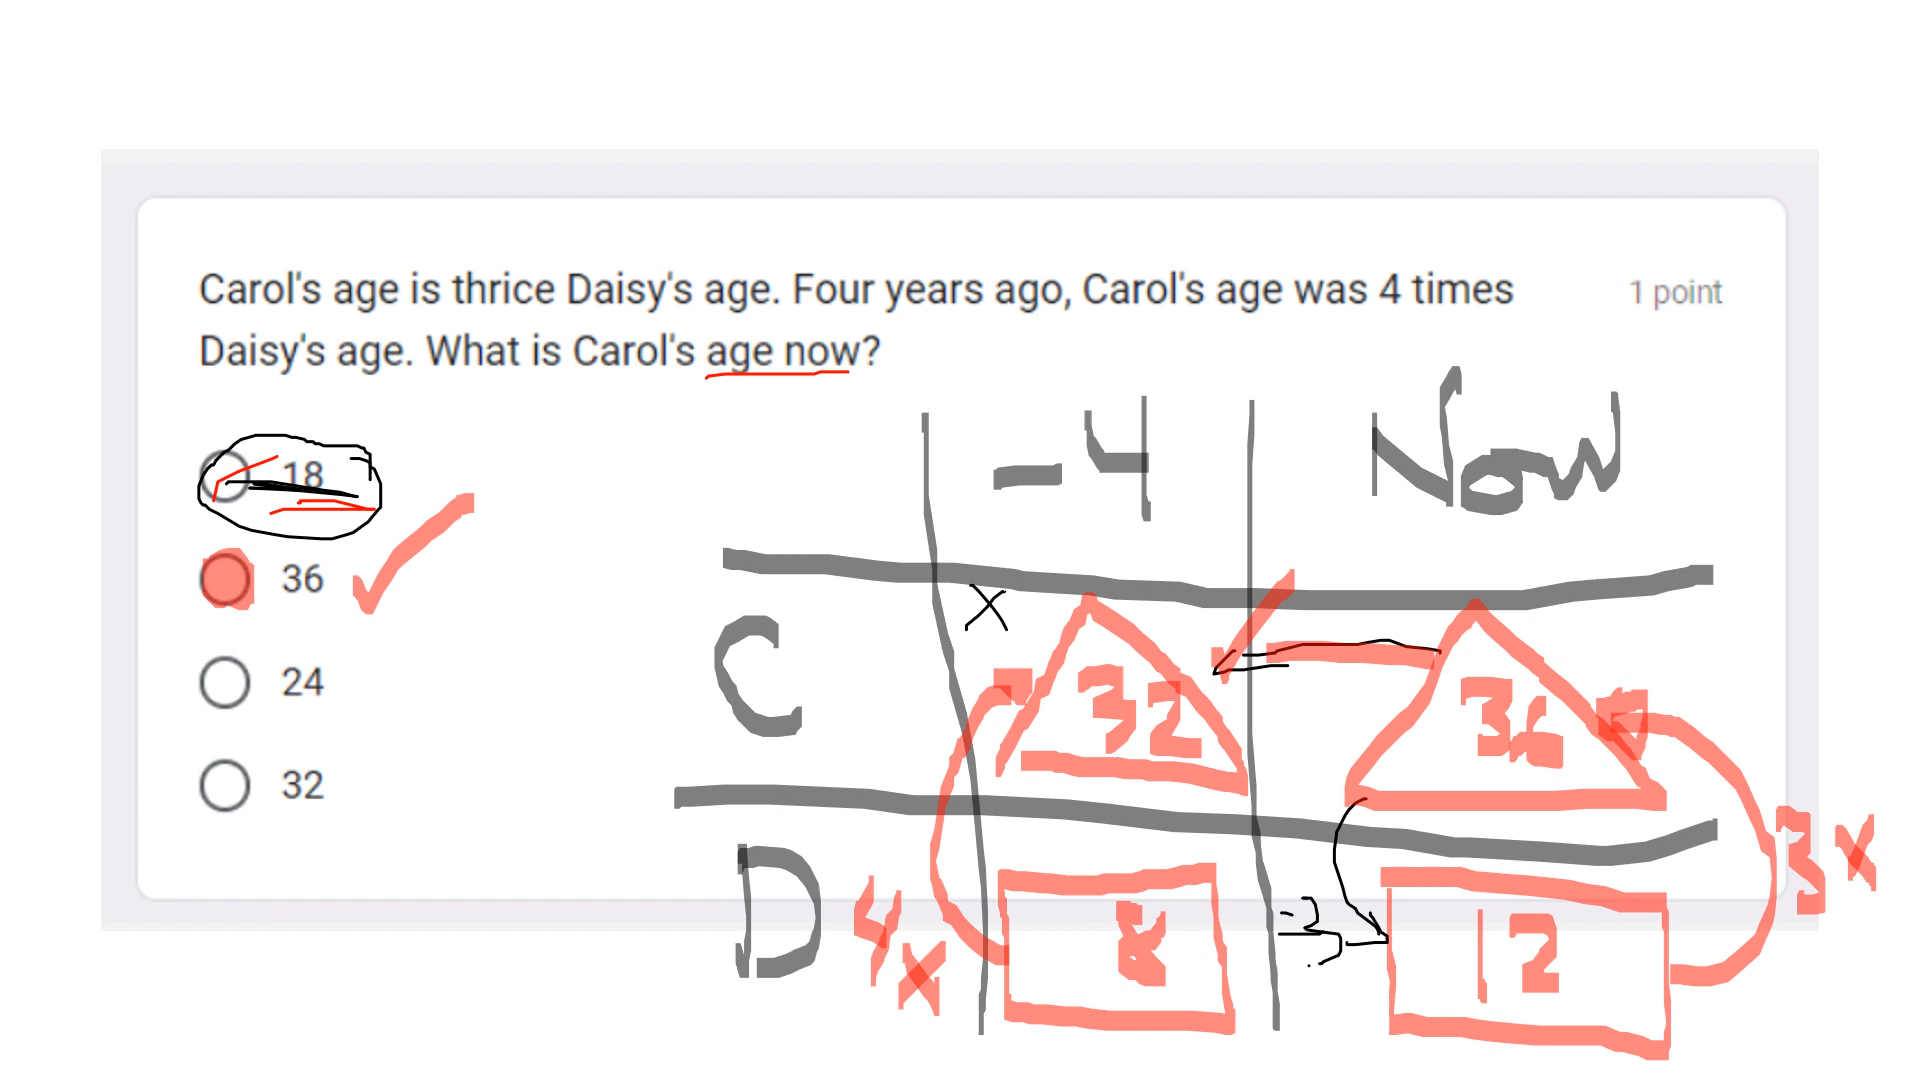 Carol's age is thrice Daisy's age. Four years ago, Carol's age was 4 times
1 point
Daisy's age. What is Carol's age now?
18
36
24
32
-4 Now
x
C 32 36
3x
D 4x 8 ÷3 12